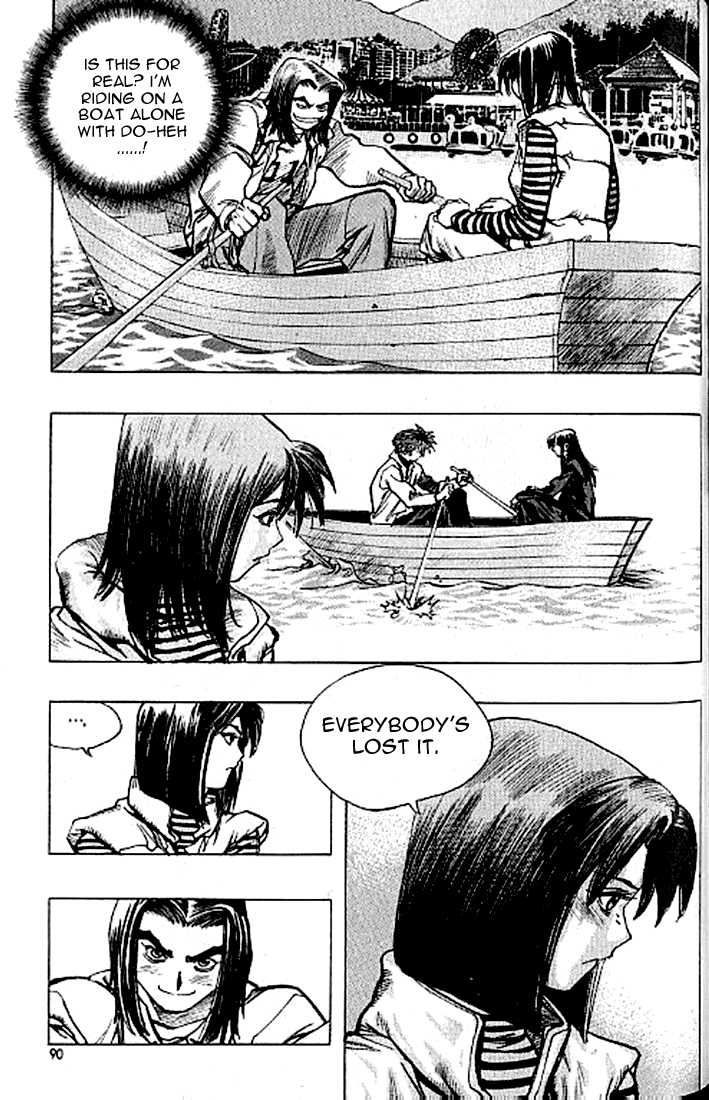 IS THIS FOR
REAL? I'M
RIDING ON A
BOAT ALONE
WITH DO-HEH
......!
...
EVERYBODY'S
LOST IT.
90